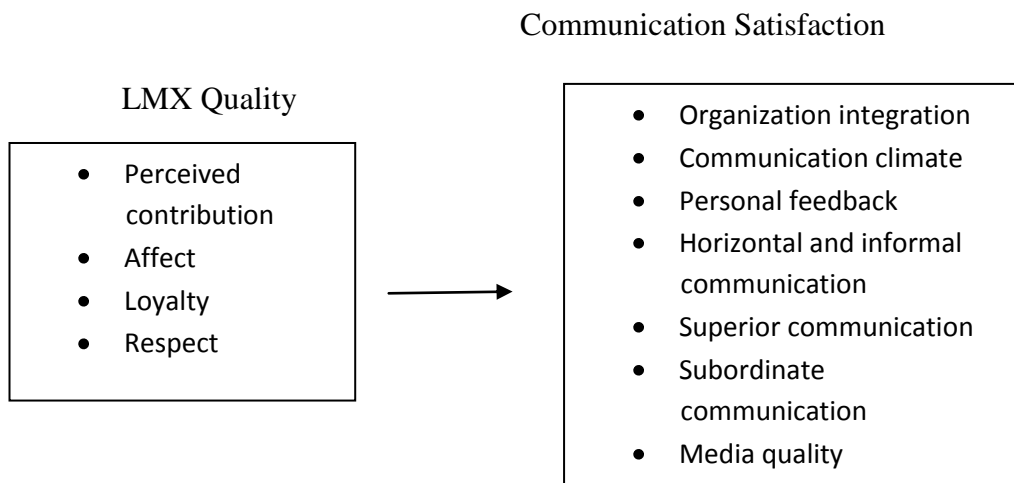 Communication Satisfaction
LMX Quality
• Perceived
contribution
• Affect
• Loyalty
• Respect
• Organization integration
• Communication climate
• Personal feedback
• Horizontal and informal
communication
• Superior communication
• Subordinate
communication
• Media quality